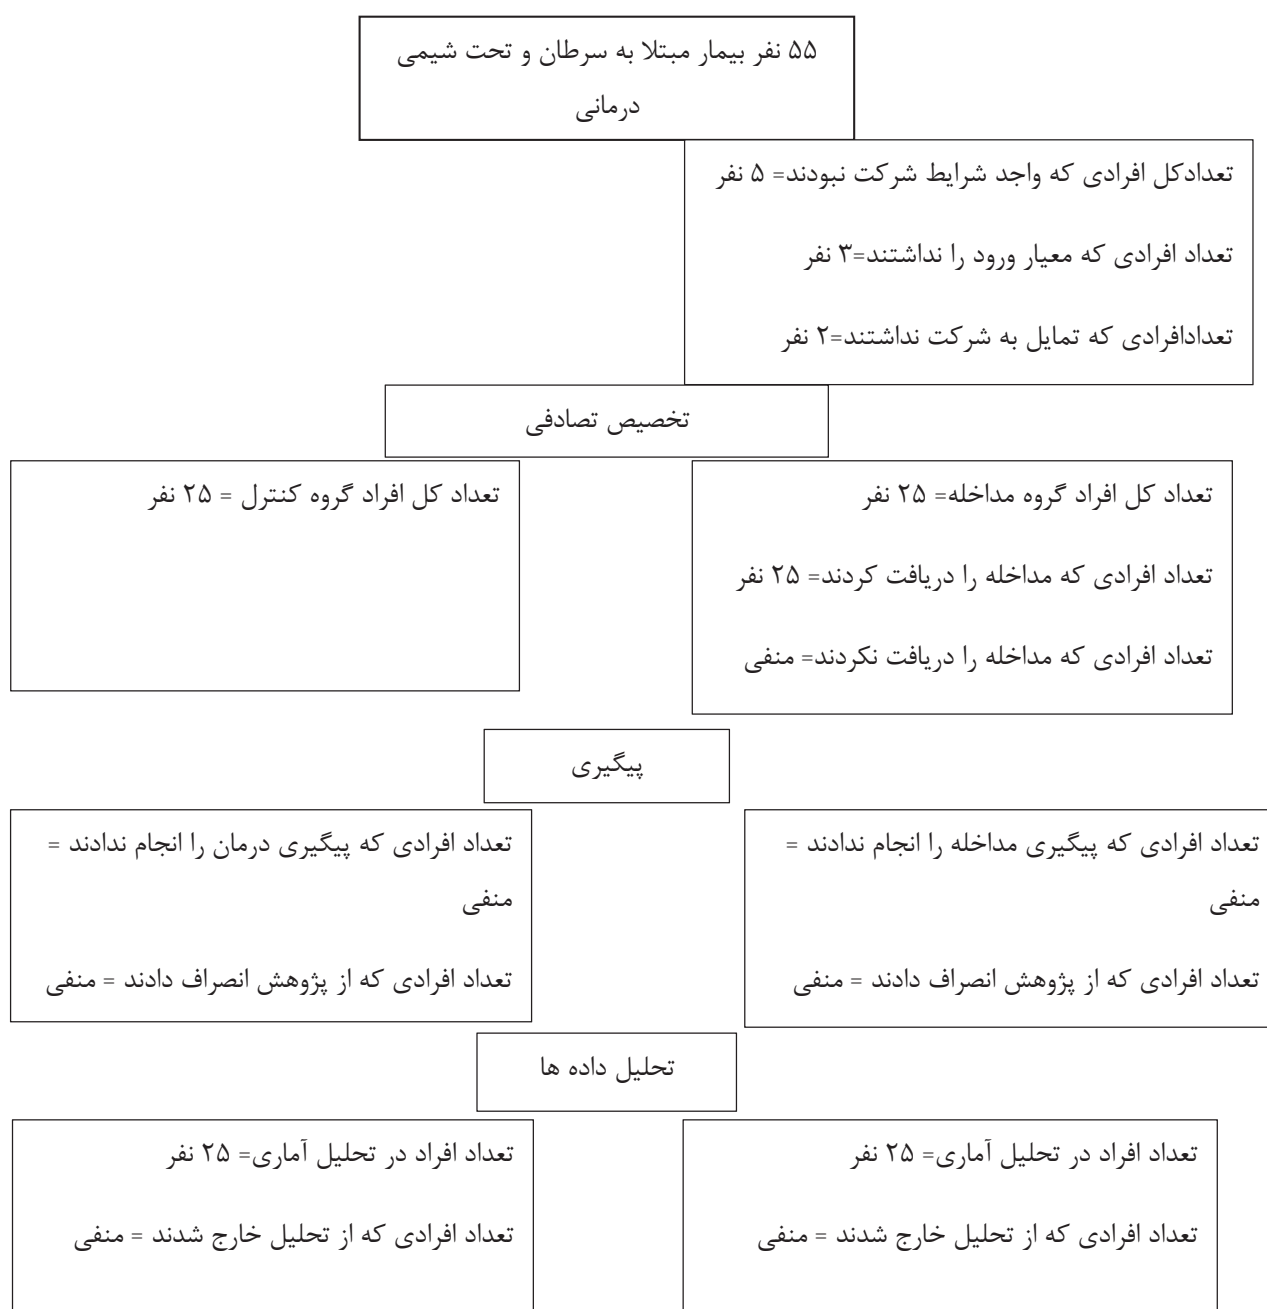 ۵۵ نفر بیمار مبتلا به سرطان و تحت شیمی
درمانی
تعدادکل افرادی که واجد شرایط شرکت نبودند= ۵ نفر
تعداد افرادی که معیار ورود را نداشتند=۳ نفر
تعدادافرادی که تمایل به شرکت نداشتند=۲ نفر
تخصیص تصادفی
تعداد کل افراد گروه مداخله= ۲۵ نفر
تعداد افرادی که مداخله را دریافت کردند= ۲۵ نفر
تعداد افرادی که مداخله را دریافت نکردند= منفی
تعداد کل افراد گروه کنترل = ۲۵ نفر
پیگیری
تعداد افرادی که پیگیری مداخله را انجام ندادند =
منفی
تعداد افرادی که از پژوهش انصراف دادند = منفی
تعداد افرادی که پیگیری درمان را انجام ندادند =
منفی
تعداد افرادی که از پژوهش انصراف دادند = منفی
تحلیل داده ها
تعداد افراد در تحلیل آماری= ۲۵ نفر
تعداد افرادی که از تحلیل خارج شدند = منفی
تعداد افراد در تحلیل آماری= ۲۵ نفر
تعداد افرادی که از تحلیل خارج شدند = منفی